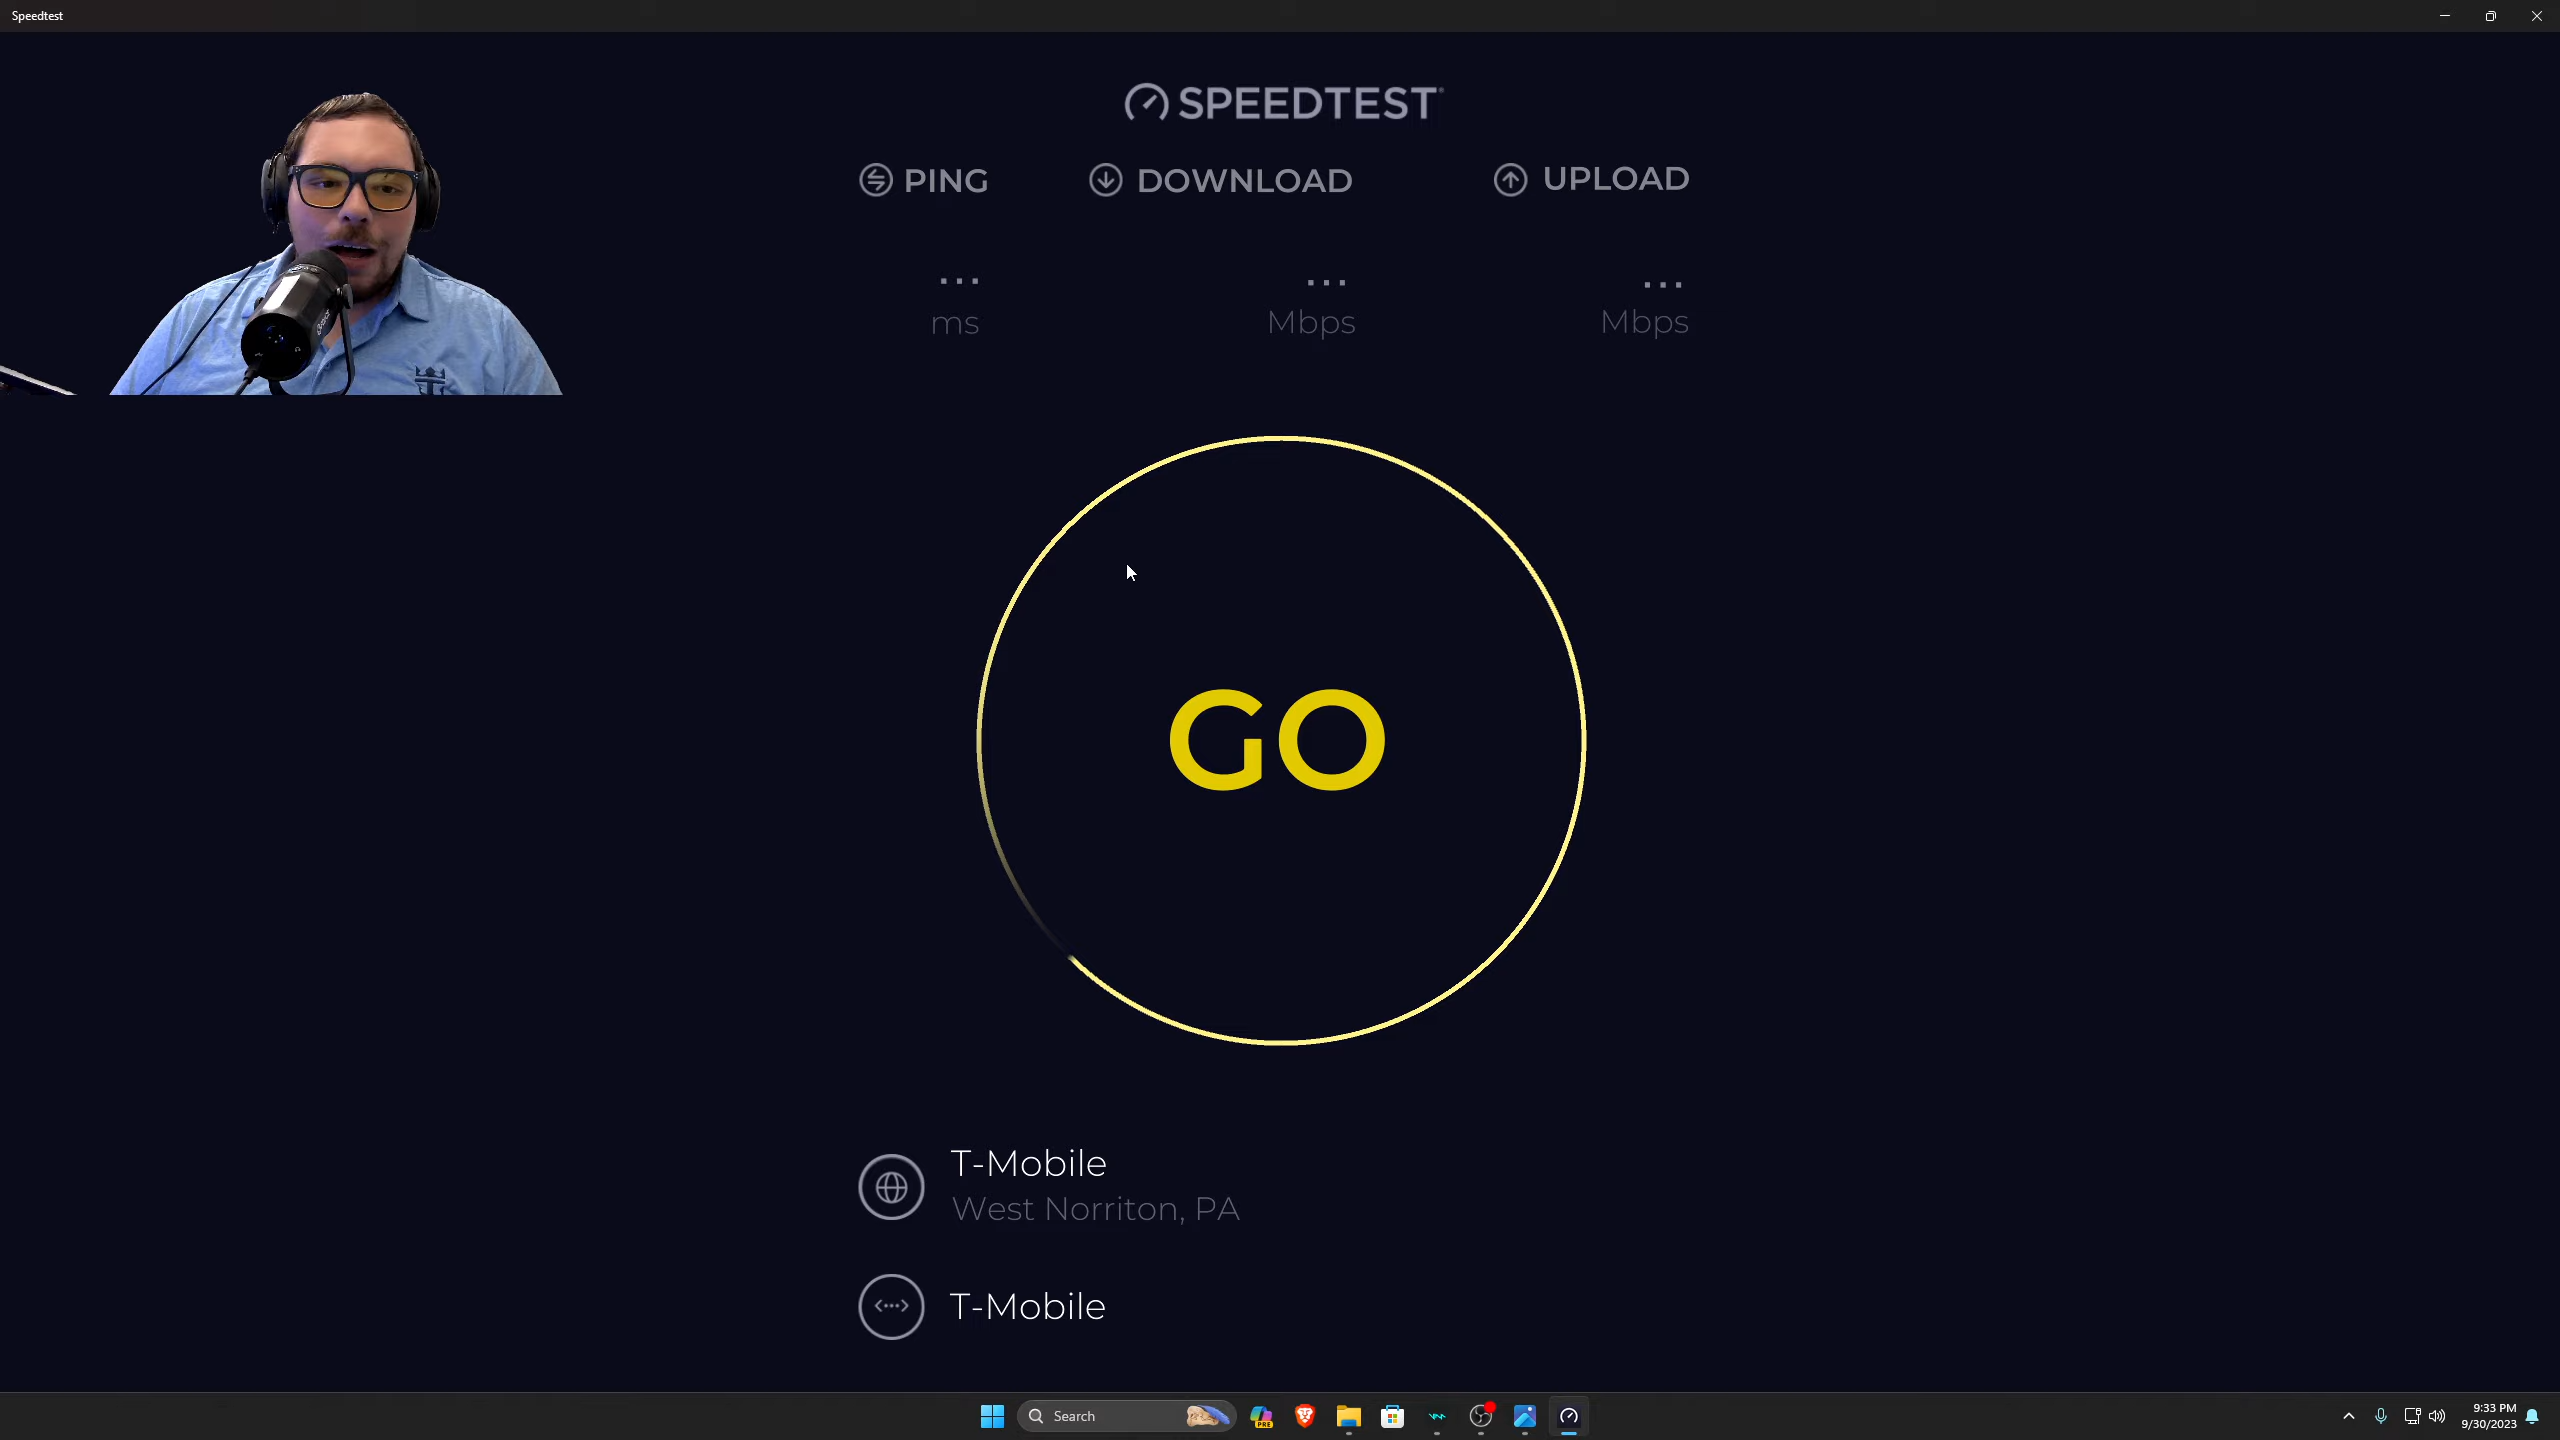 Speedtest
SPEEDTEST
PING
DOWNLOAD
UPLOAD
...
ms
...
Mbps
...
Mbps
GO
T-Mobile
West Norriton, PA
T-Mobile
Search
PRE
9:33 PM
9/30/2023